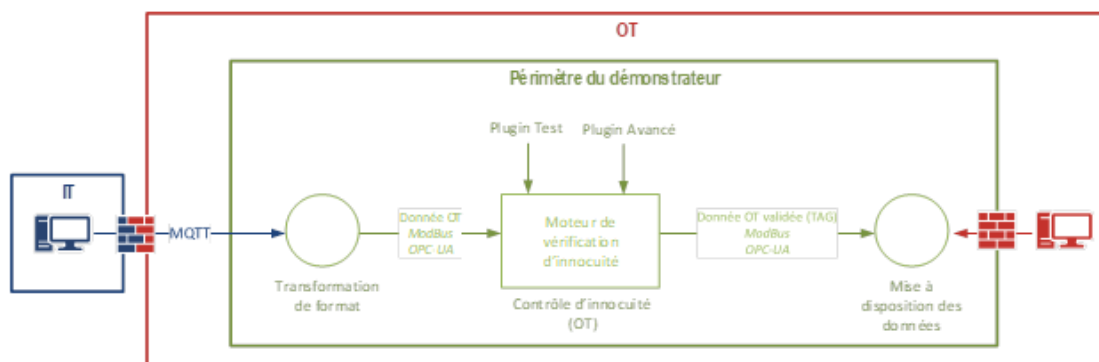 OT
Périmètre du démonstrateur
Plugin Test
Plugin Avancé
IT
MQTT
Donnée OT
ModBus
OPC-UA
Moteur de
vérification
d'innocuité
Donnée OT validée (TAG)
ModBus
OPC-UA
Transformation
de format
Contrôle d'innocuité
(OT)
Mise à
disposition des
données